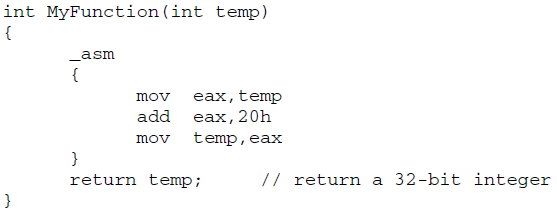 int MyFunction(int temp)
{
_asm
{
mov eax,temp
add eax,20h
mov temp,eax
}
return temp; // return a 32-bit integer
}